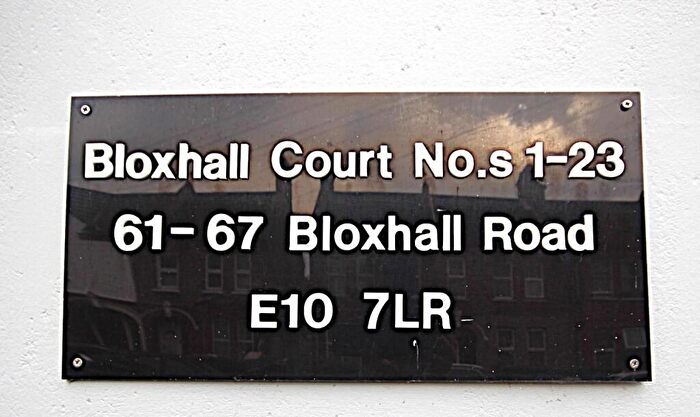 Bloxhall Court No.s 1-23
61-67 Bloxhall Road
E10 7LR